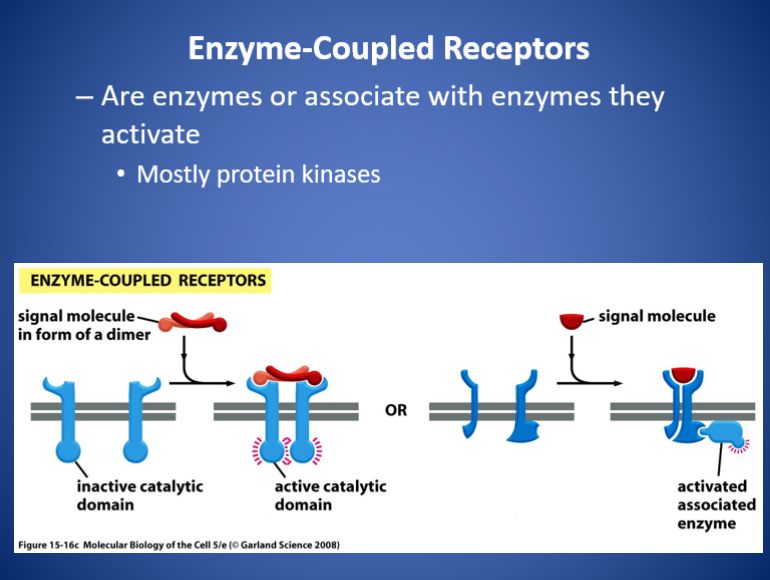 Enzyme-Coupled Receptors
– Are enzymes or associate with enzymes they
activate
• Mostly protein kinases
ENZYME-COUPLED RECEPTORS
signal molecule
in form of a dimer
signal molecule
OR
inactive catalytic
domain
active catalytic
domain
activated
associated
enzyme
Figure 15-16c Molecular Biology of the Cell 5/e (© Garland Science 2008)